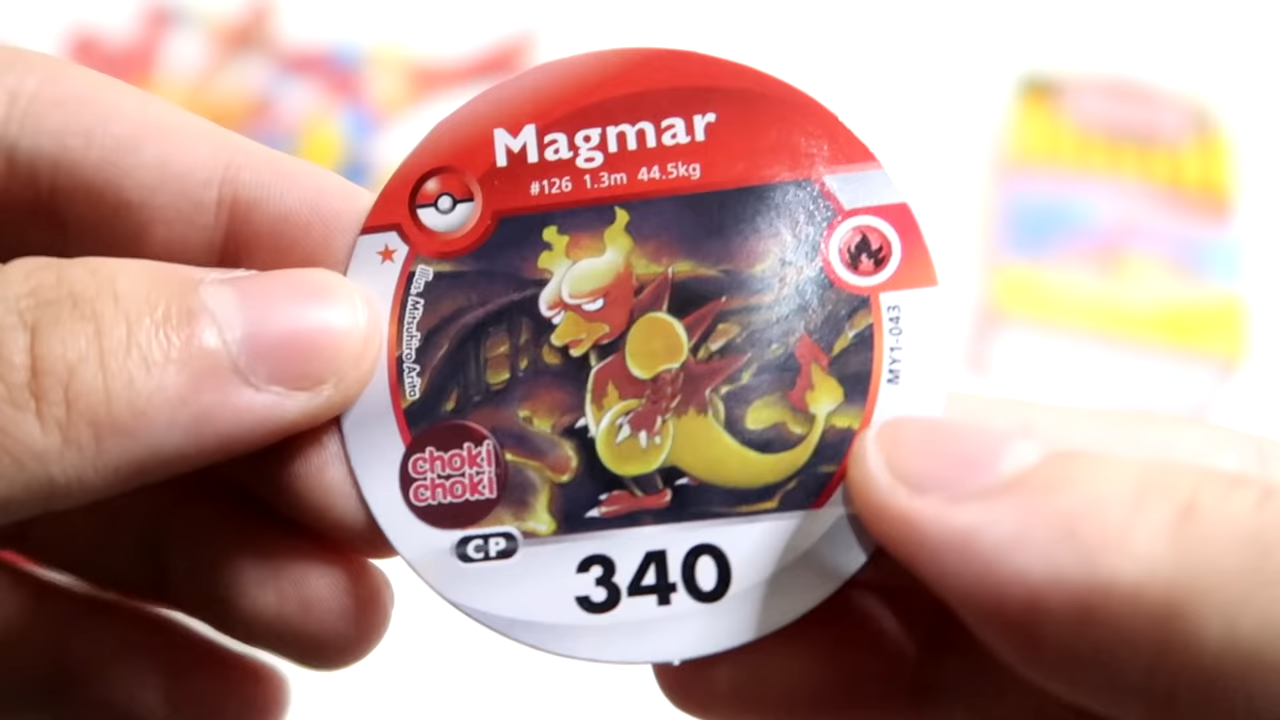 Magmar
#126 1.3m 44.5kg
Illus. Mitsuhiro Arita
MY1-043
choki
choki
CP
340